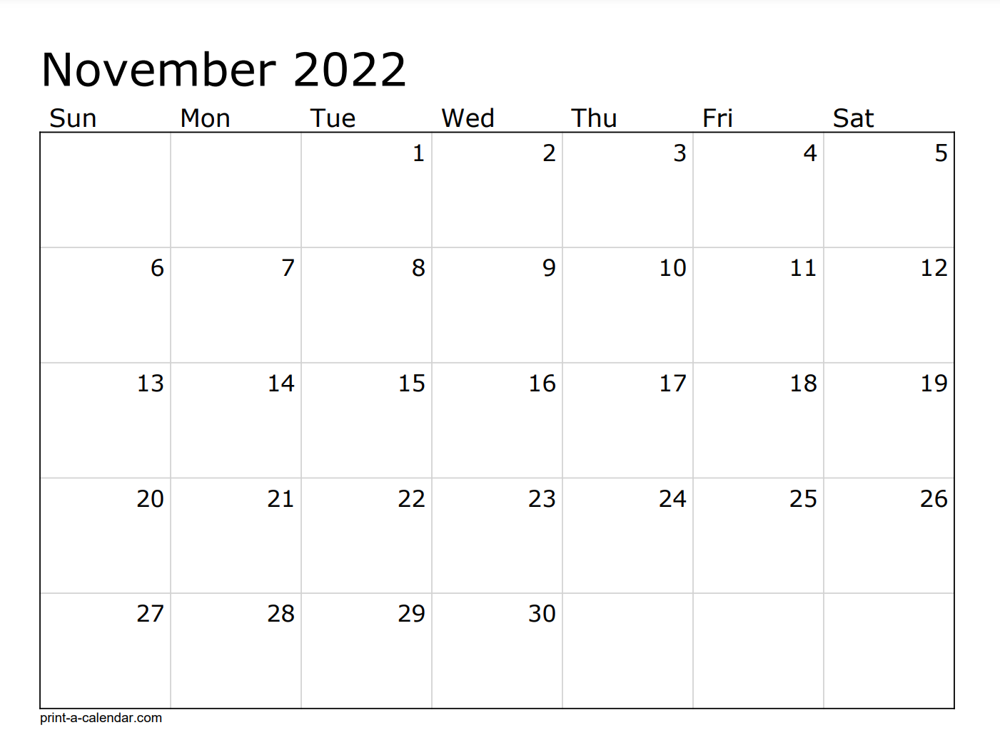 November 2022
Sun Mon Tue Wed Thu Fri Sat
1 2 3 4 5
6 7 8 9 10 11 12
13 14 15 16 17 18 19
20 21 22 23 24 25 26
27 28 29 30
print-a-calendar.com